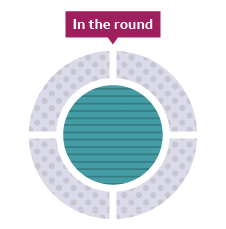 In the round